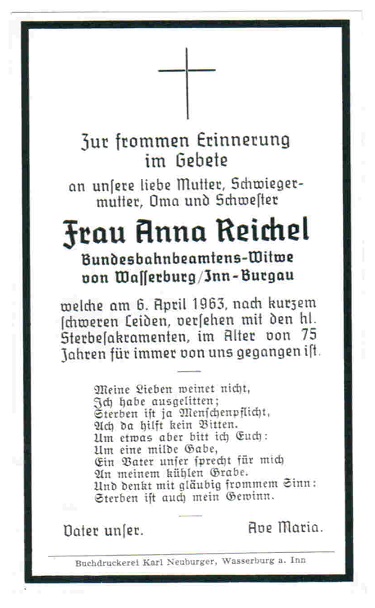 Zur frommen Erinnerung
im Gebete
an unsere liebe Mutter, Schwieger-
mutter, Oma und Schwester
Frau Anna Reichel
Bundesbahnbeamtens-Witwe
von Wasserburg/Inn-Burgau
welche am 6. April 1963, nach kurzem
schweren Leiden, versehen mit den hl.
Sterbesakramenten, im Alter von 75
Jahren für immer von uns gegangen ist.
Meine Lieben weinet nicht,
Ich habe ausgelitten;
Sterben ist ja Menschenpflicht,
Ach da hilft kein Bitten.
Um etwas aber bitt ich Euch:
Um eine milde Gabe,
Ein Vater unser sprecht für mich
An meinem kühlen Grabe.
Und denkt mit gläubig frommem Sinn:
Sterben ist auch mein Gewinn.
Vater unser. Ave Maria.
Buchdruckerei Karl Neuburger, Wasserburg a. Inn